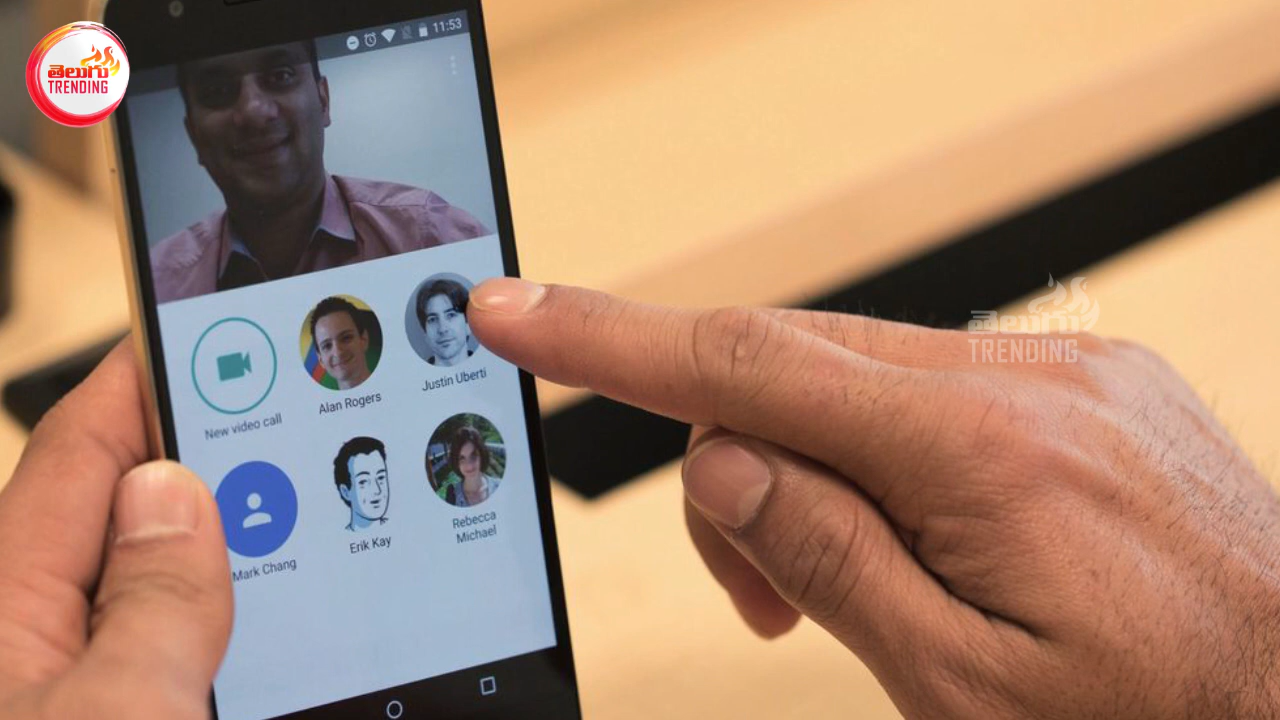 తెలుగు
TRENDING
11:53
New video call
Alan Rogers
Justin Uberti
Mark Chang
Erik Kay
Rebecca
Michael
తెలుగు
TRENDING